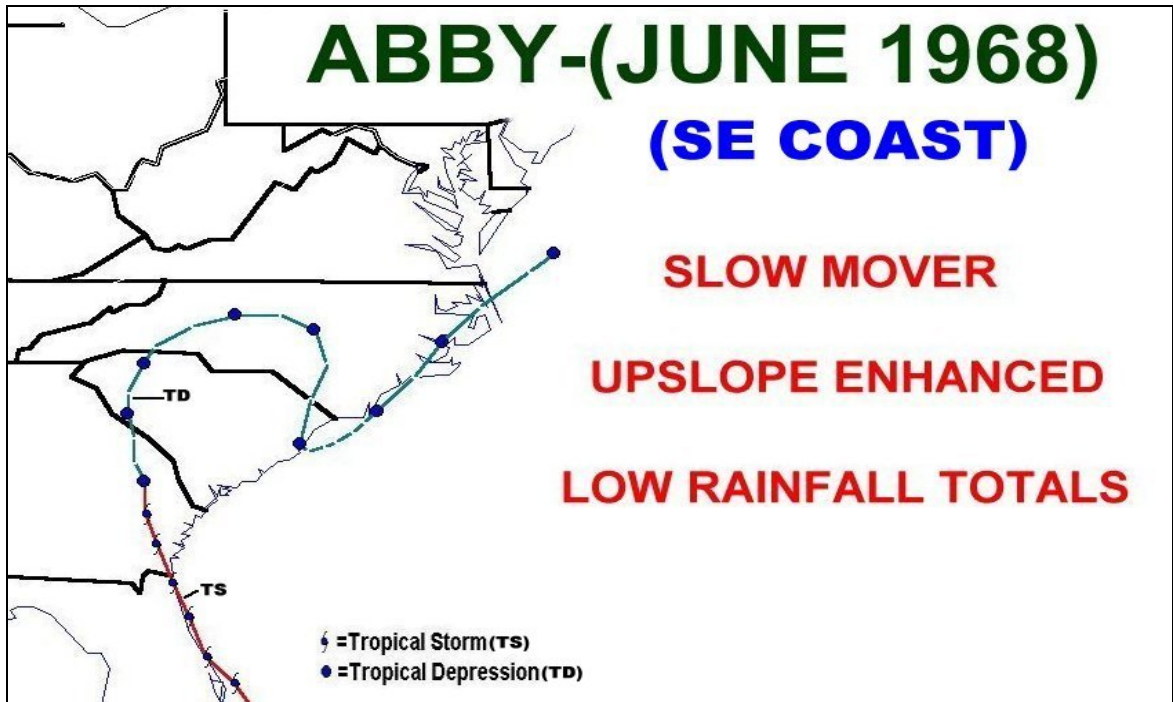 ABBY-(JUNE 1968)
(SE COAST)
SLOW MOVER
UPSLOPE ENHANCED
LOW RAINFALL TOTALS
TD
TS
=Tropical Storm(TS)
=Tropical Depression(TD)